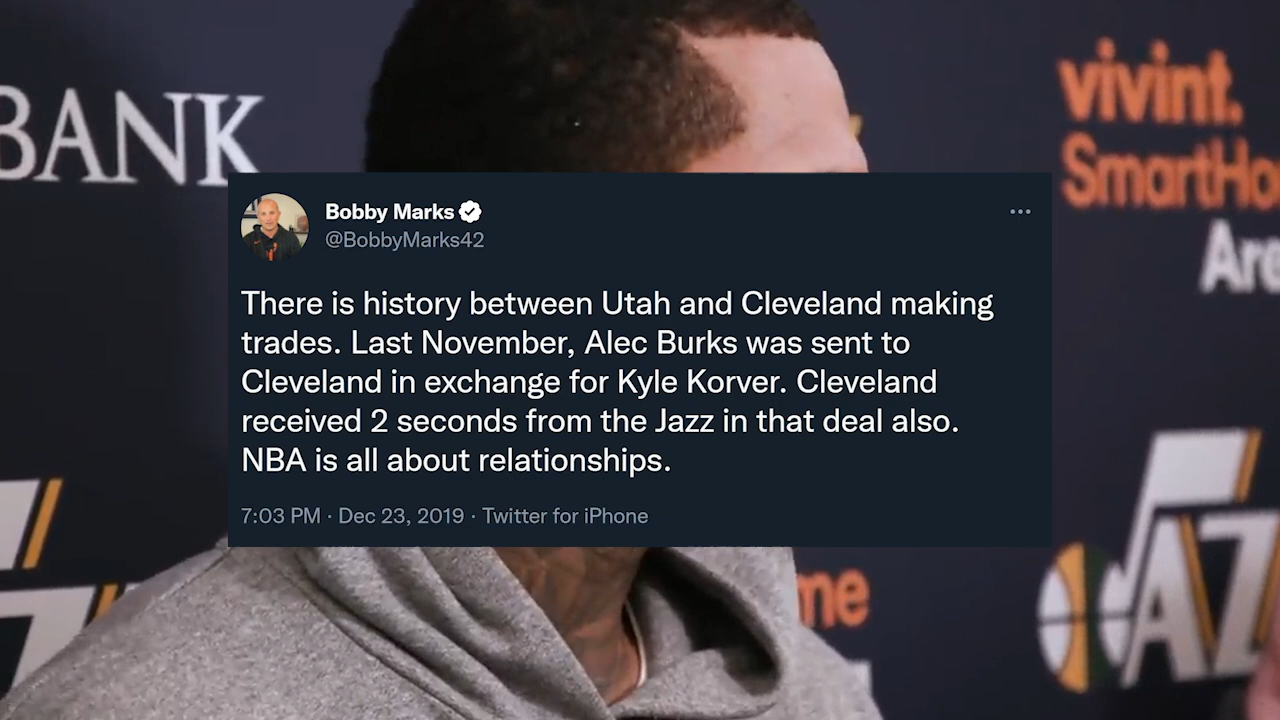 BANK
vivint.
SmartHo
Are
Bobby Marks
@BobbyMarks42
There is history between Utah and Cleveland making
trades. Last November, Alec Burks was sent to
Cleveland in exchange for Kyle Korver. Cleveland
received 2 seconds from the Jazz in that deal also.
NBA is all about relationships.
7:03 PM · Dec 23, 2019 · Twitter for iPhone
me
AZ